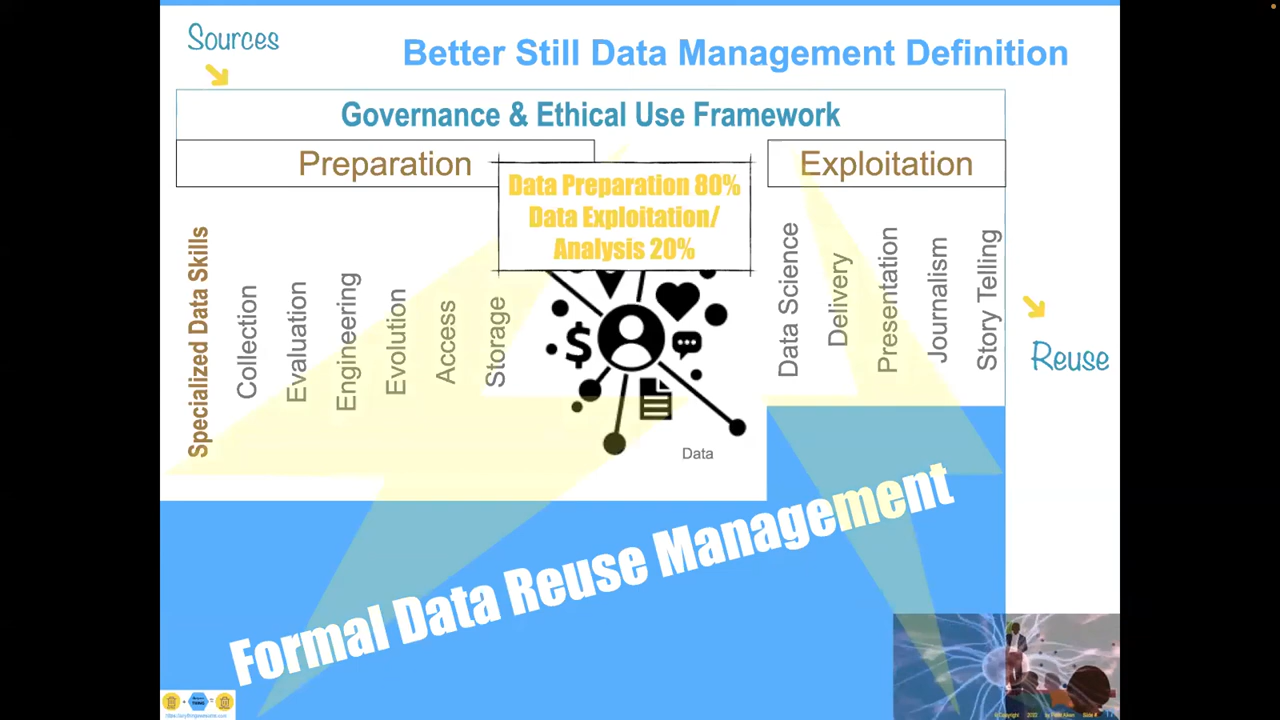 Sources
Better Still Data Management Definition
Governance & Ethical Use Framework
Preparation
Exploitation
Data Preparation 80%
Data Exploitation/
Analysis 20%
Specialized Data Skills
Collection
Evaluation
Engineering
Evolution
Access
Storage
$
Data
Data Science
Delivery
Presentation
Journalism
Story Telling
Reuse
Formal Data Reuse Management